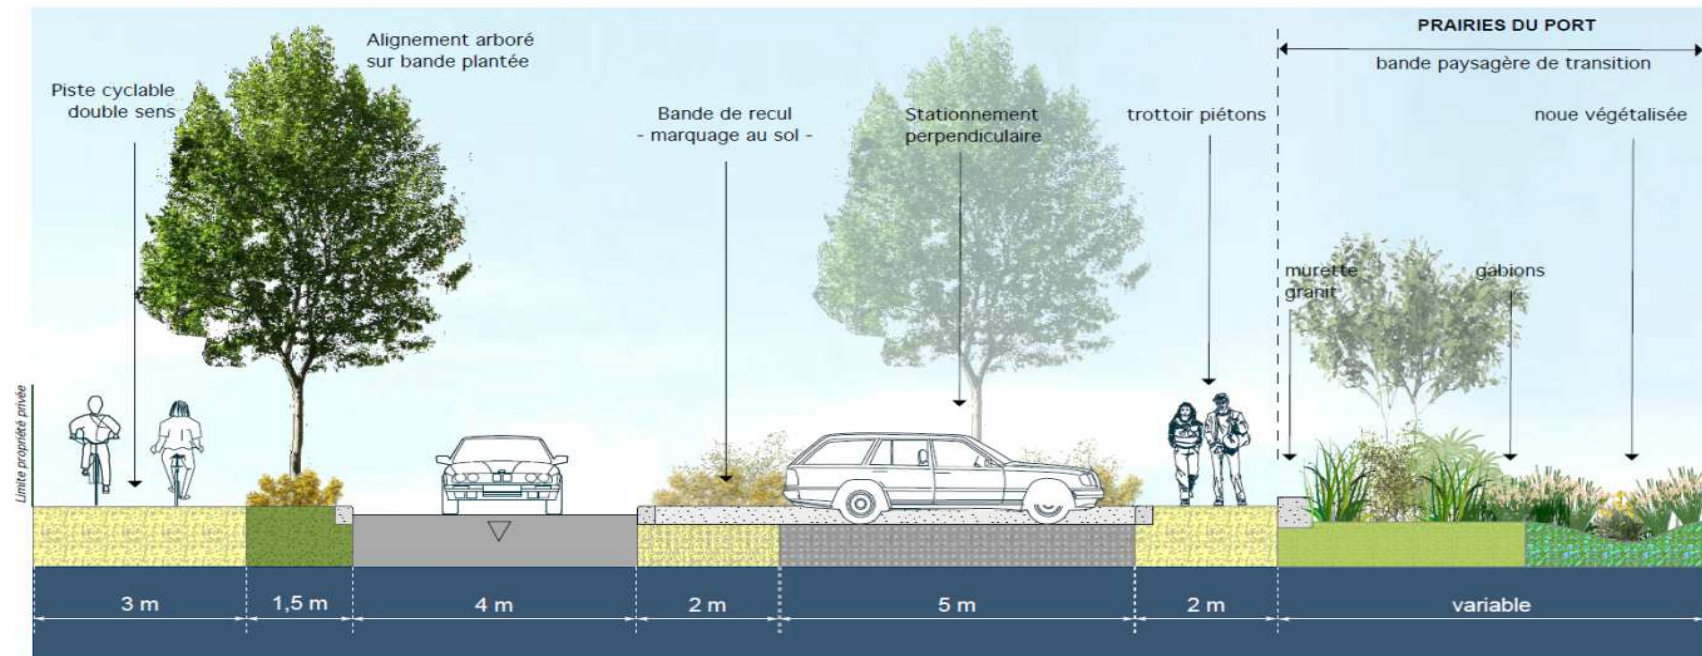 PRAIRIES DU PORT
bande paysagère de transition
Alignement arboré
sur bande plantée
Piste cyclable
double sens
Bande de recul
- marquage au sol -
Stationnement
perpendiculaire
trottoir piétons
noue végétalisée
murette
granit
gabions
Limite propriété privée
3 m
1,5 m
4 m
2 m
5 m
2 m
variable